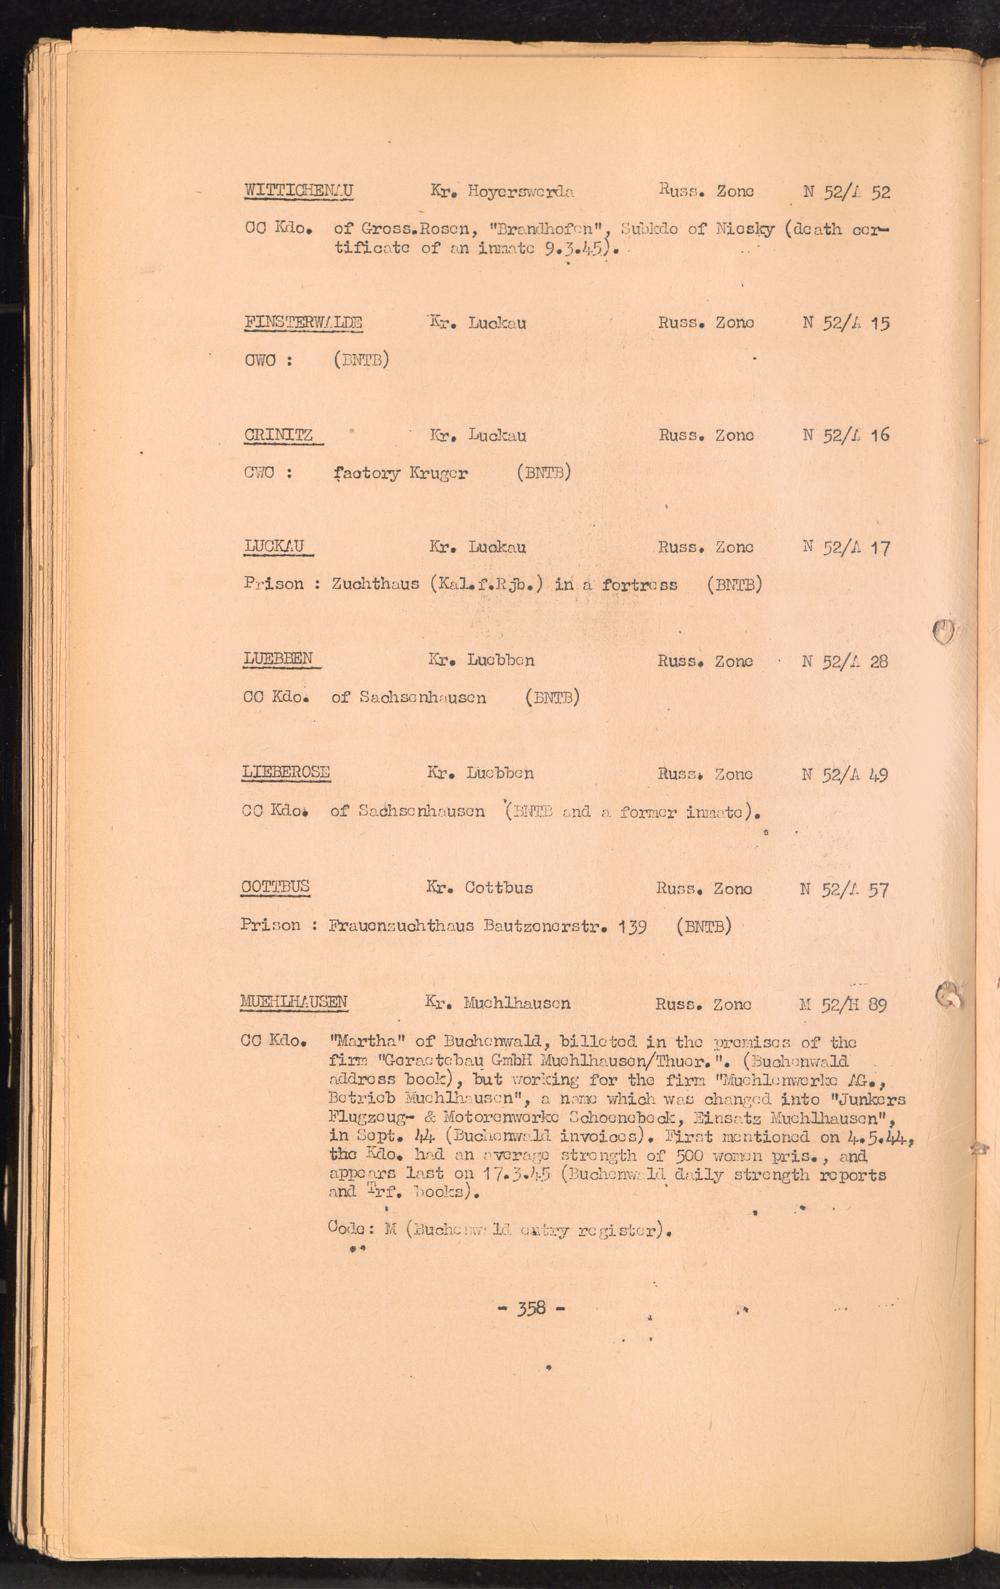 WITTICHENAU Kr. Hoyerswerda Russ. Zone N 52/A 52
CC Kdo. of Gross.Rosen, "Brandhofen", Subkdo of Niesky (death cer-
tificate of an inmate 9.3.45).
FINSTERWALDE Kr. Luckau Russ. Zone N 52/A 15
CWC : (BNTB)
CRINITZ Kr. Luckau Russ. Zone N 52/A 16
CWC : factory Kruger (BNTB)
LUCKAU Kr. Luckau Russ. Zone N 52/A 17
Prison : Zuchthaus (Kal.f.Rjb.) in a fortress (BNTB)
LUEBBEN Kr. Luebben Russ. Zone N 52/A 28
CC Kdo. of Sachsenhausen (BNTB)
LIEBEROSE Kr. Luebben Russ. Zone N 52/A 49
CC Kdo. of Sachsenhausen (BNTB and a former inmate).
COTTBUS Kr. Cottbus Russ. Zone N 52/A 57
Prison : Frauenzuchthaus Bautzenerstr. 139 (BNTB)
MUEHLHAUSEN Kr. Muehlhausen Russ. Zone M 52/H 89
CC Kdo. "Martha" of Buchenwald, billeted in the premises of the
firm "Geraetebau GmbH Muehlhausen/Thuer.". (Buchenwald
address book), but working for the firm "Muehlenwerke AG.,
Betrieb Muehlhausen", a name which was changed into "Junkers
Flugzeug- & Motorenwerke Schoenebeck, Einsatz Muehlhausen",
in Sept. 44 (Buchenwald invoices). First mentioned on 4.5.44,
the Kdo. had an average strength of 500 women pris., and
appears last on 17.3.45 (Buchenwald daily strength reports
and Trf. books).
Code: M (Buchenwald entry register).
- 358 -